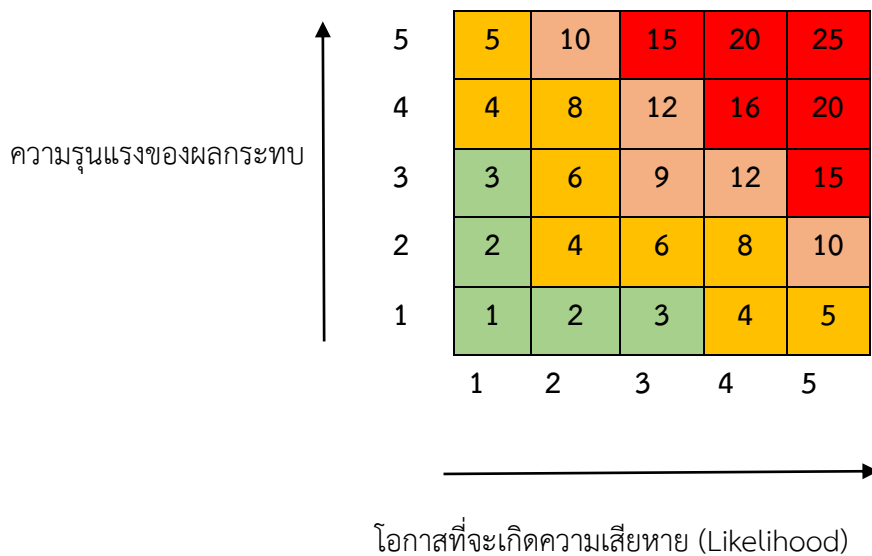 5 5 10 15 20 25
4 4 8 12 16 20
ความรุนแรงของผลกระทบ
3 3 6 9 12 15
2 2 4 6 8 10
1 1 2 3 4 5
1 2 3 4 5
โอกาสที่จะเกิดความเสียหาย (Likelihood)